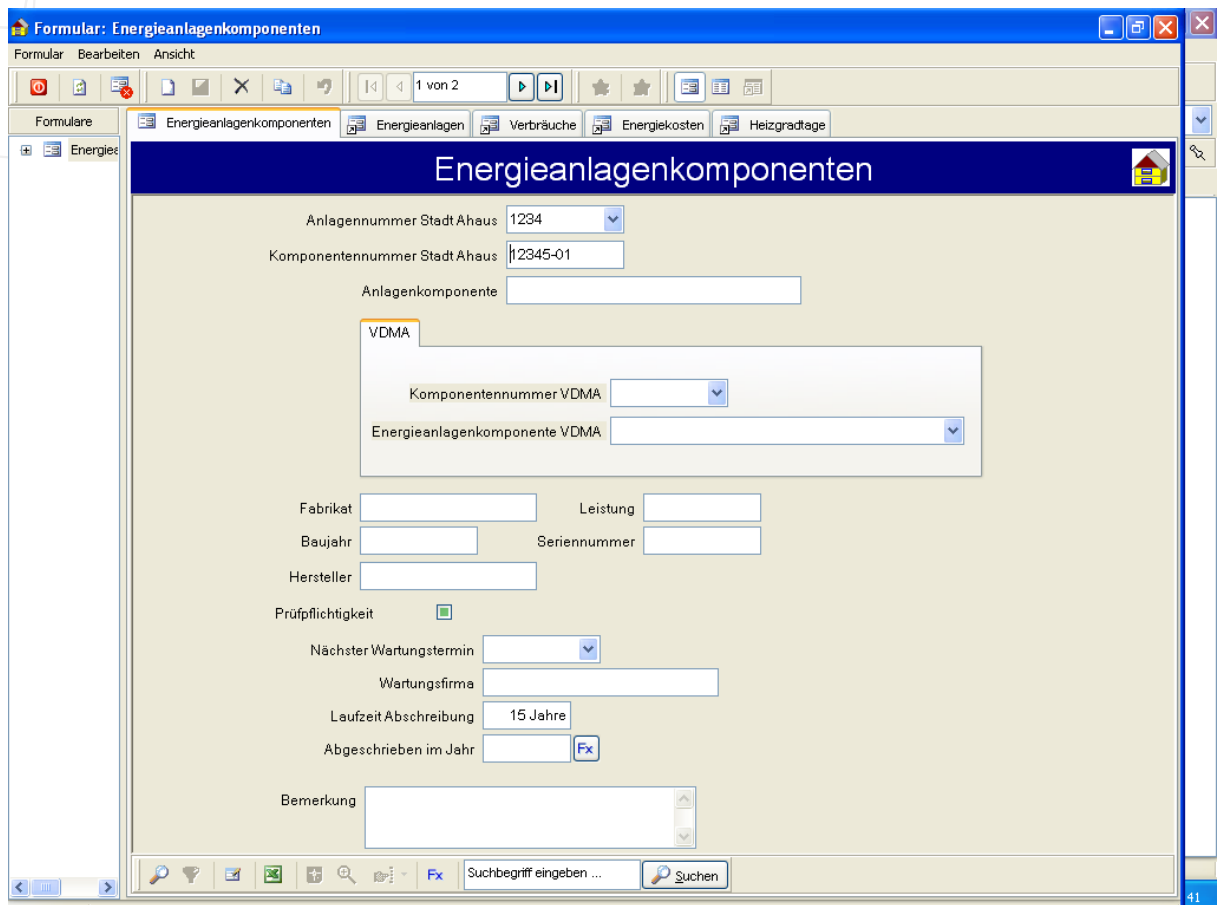 Formular: Energieanlagenkomponenten
Formular Bearbeiten Ansicht
1 von 2
Formulare
Energieanlagenkomponenten Energieanlagen Verbräuche Energiekosten Heizgradtage
Energiee
Energieanlagenkomponenten
Anlagennummer Stadt Ahaus 1234
Komponentennummer Stadt Ahaus 12345-01
Anlagenkomponente
VDMA
Komponentennummer VDMA
Energieanlagenkomponente VDMA
Fabrikat Leistung
Baujahr Seriennummer
Hersteller
Prüfpflichtigkeit
Nächster Wartungstermin
Wartungsfirma
Laufzeit Abschreibung 15 Jahre
Abgeschrieben im Jahr Fx
Bemerkung
Fx Suchbegriff eingeben ... Suchen
41